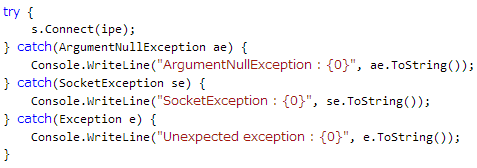 try {
    s.Connect(ipe);
} catch(ArgumentNullException ae) {
    Console.WriteLine("ArgumentNullException : {0}", ae.ToString());
} catch(SocketException se) {
    Console.WriteLine("SocketException : {0}", se.ToString());
} catch(Exception e) {
    Console.WriteLine("Unexpected exception : {0}", e.ToString());
}